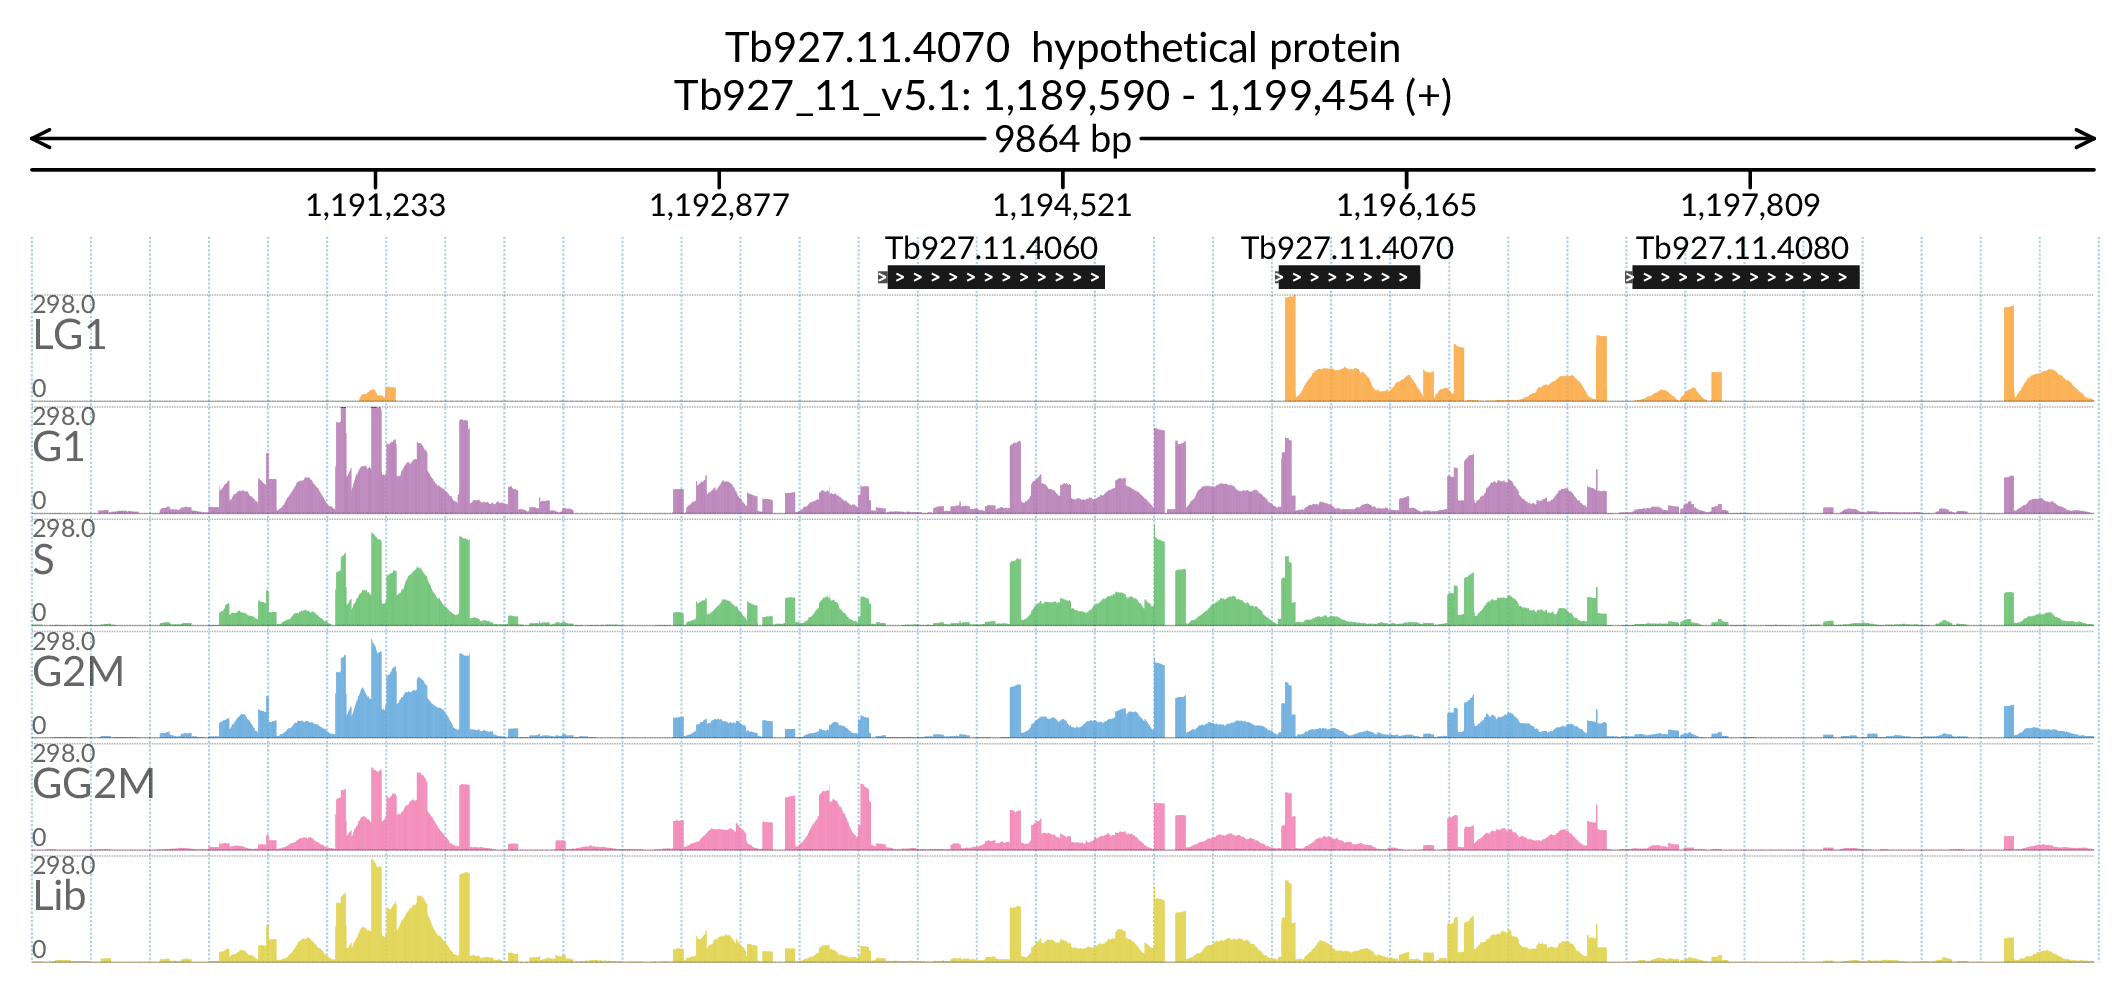 Tb927.11.4070 hypothetical protein
Tb927_11_v5.1: 1,189,590 - 1,199,454 (+)
9864 bp
1,191,233 1,192,877 1,194,521 1,196,165 1,197,809
Tb927.11.4060 Tb927.11.4070 Tb927.11.4080
298.0
LG1
0
298.0
G1
0
298.0
S
0
298.0
G2M
0
298.0
GG2M
0
298.0
Lib
0